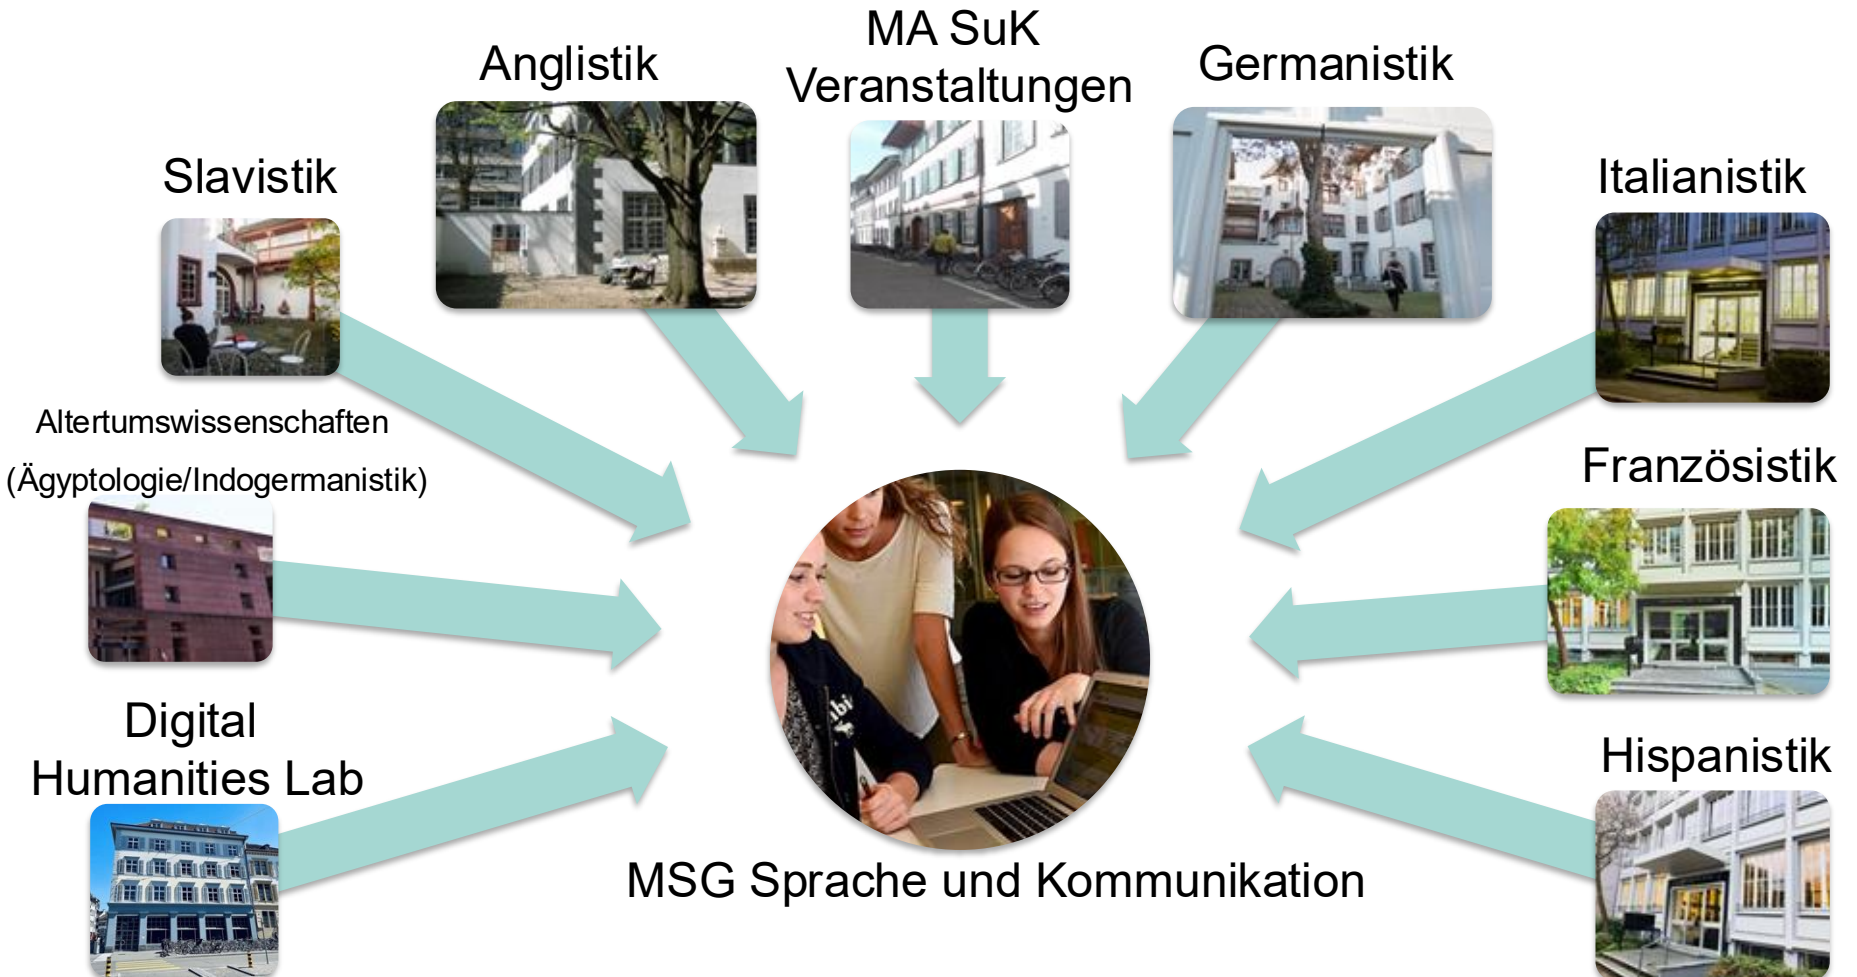 MA SuK
Veranstaltungen
Anglistik
Germanistik
Slavistik
Italianistik
Altertumswissenschaften
(Ägyptologie/Indogermanistik)
Französistik
Digital
Humanities Lab
Hispanistik
MSG Sprache und Kommunikation